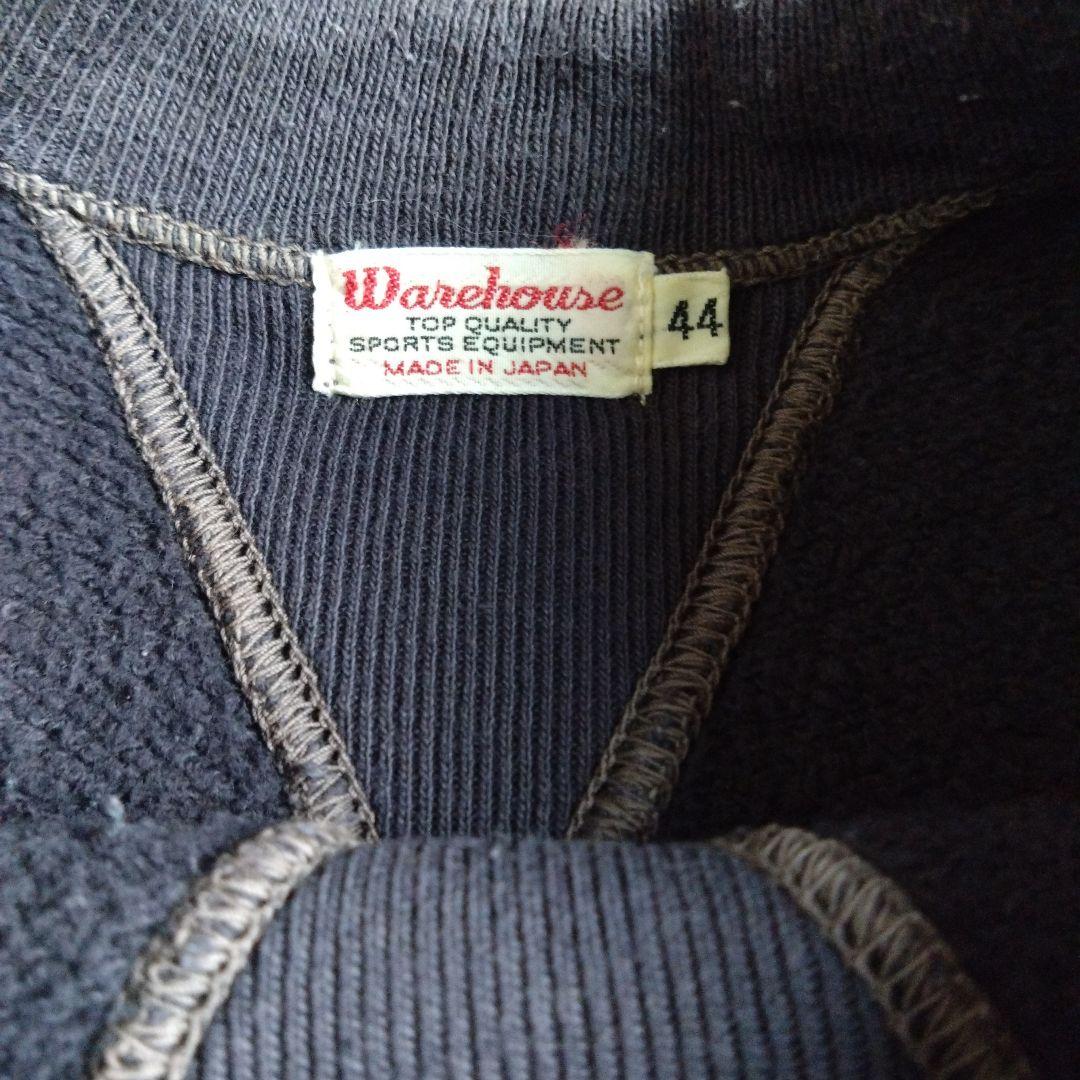 Warehouse
TOP QUALITY
SPORTS EQUIPMENT
MADE IN JAPAN
44